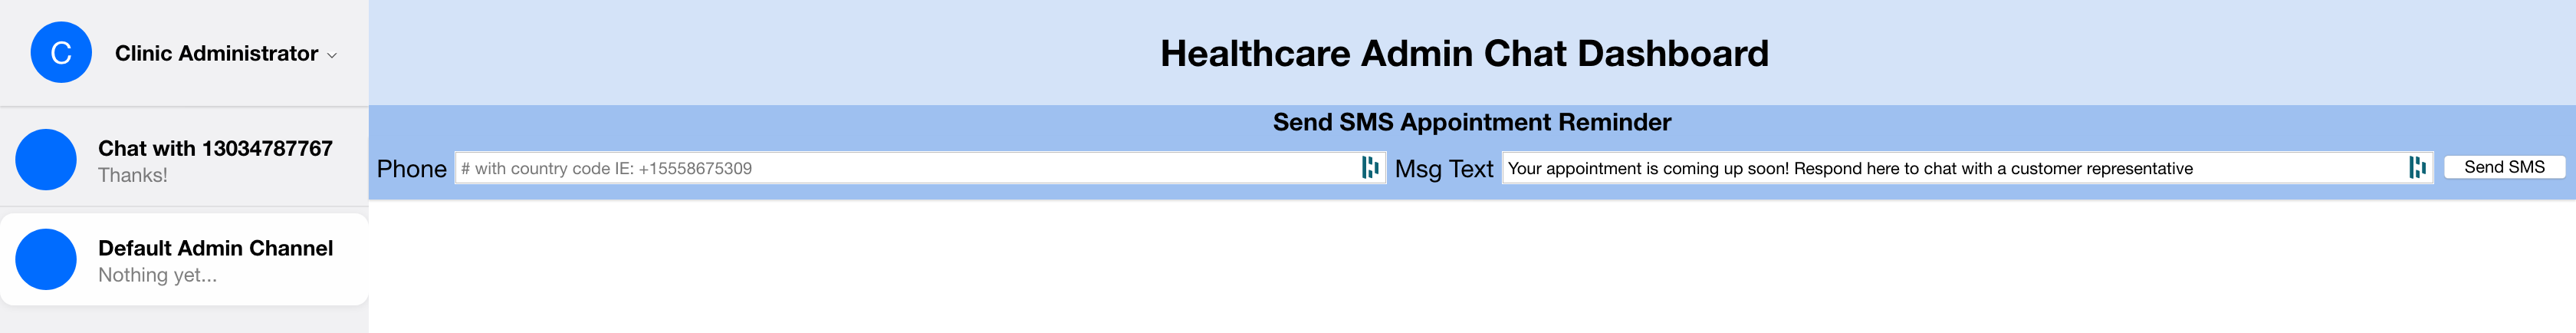 C
Clinic Administrator
Healthcare Admin Chat Dashboard
Send SMS Appointment Reminder
Chat with 13034787767
Thanks!
Phone # with country code IE: +15558675309 Msg Text Your appointment is coming up soon! Respond here to chat with a customer representative Send SMS
Default Admin Channel
Nothing yet...